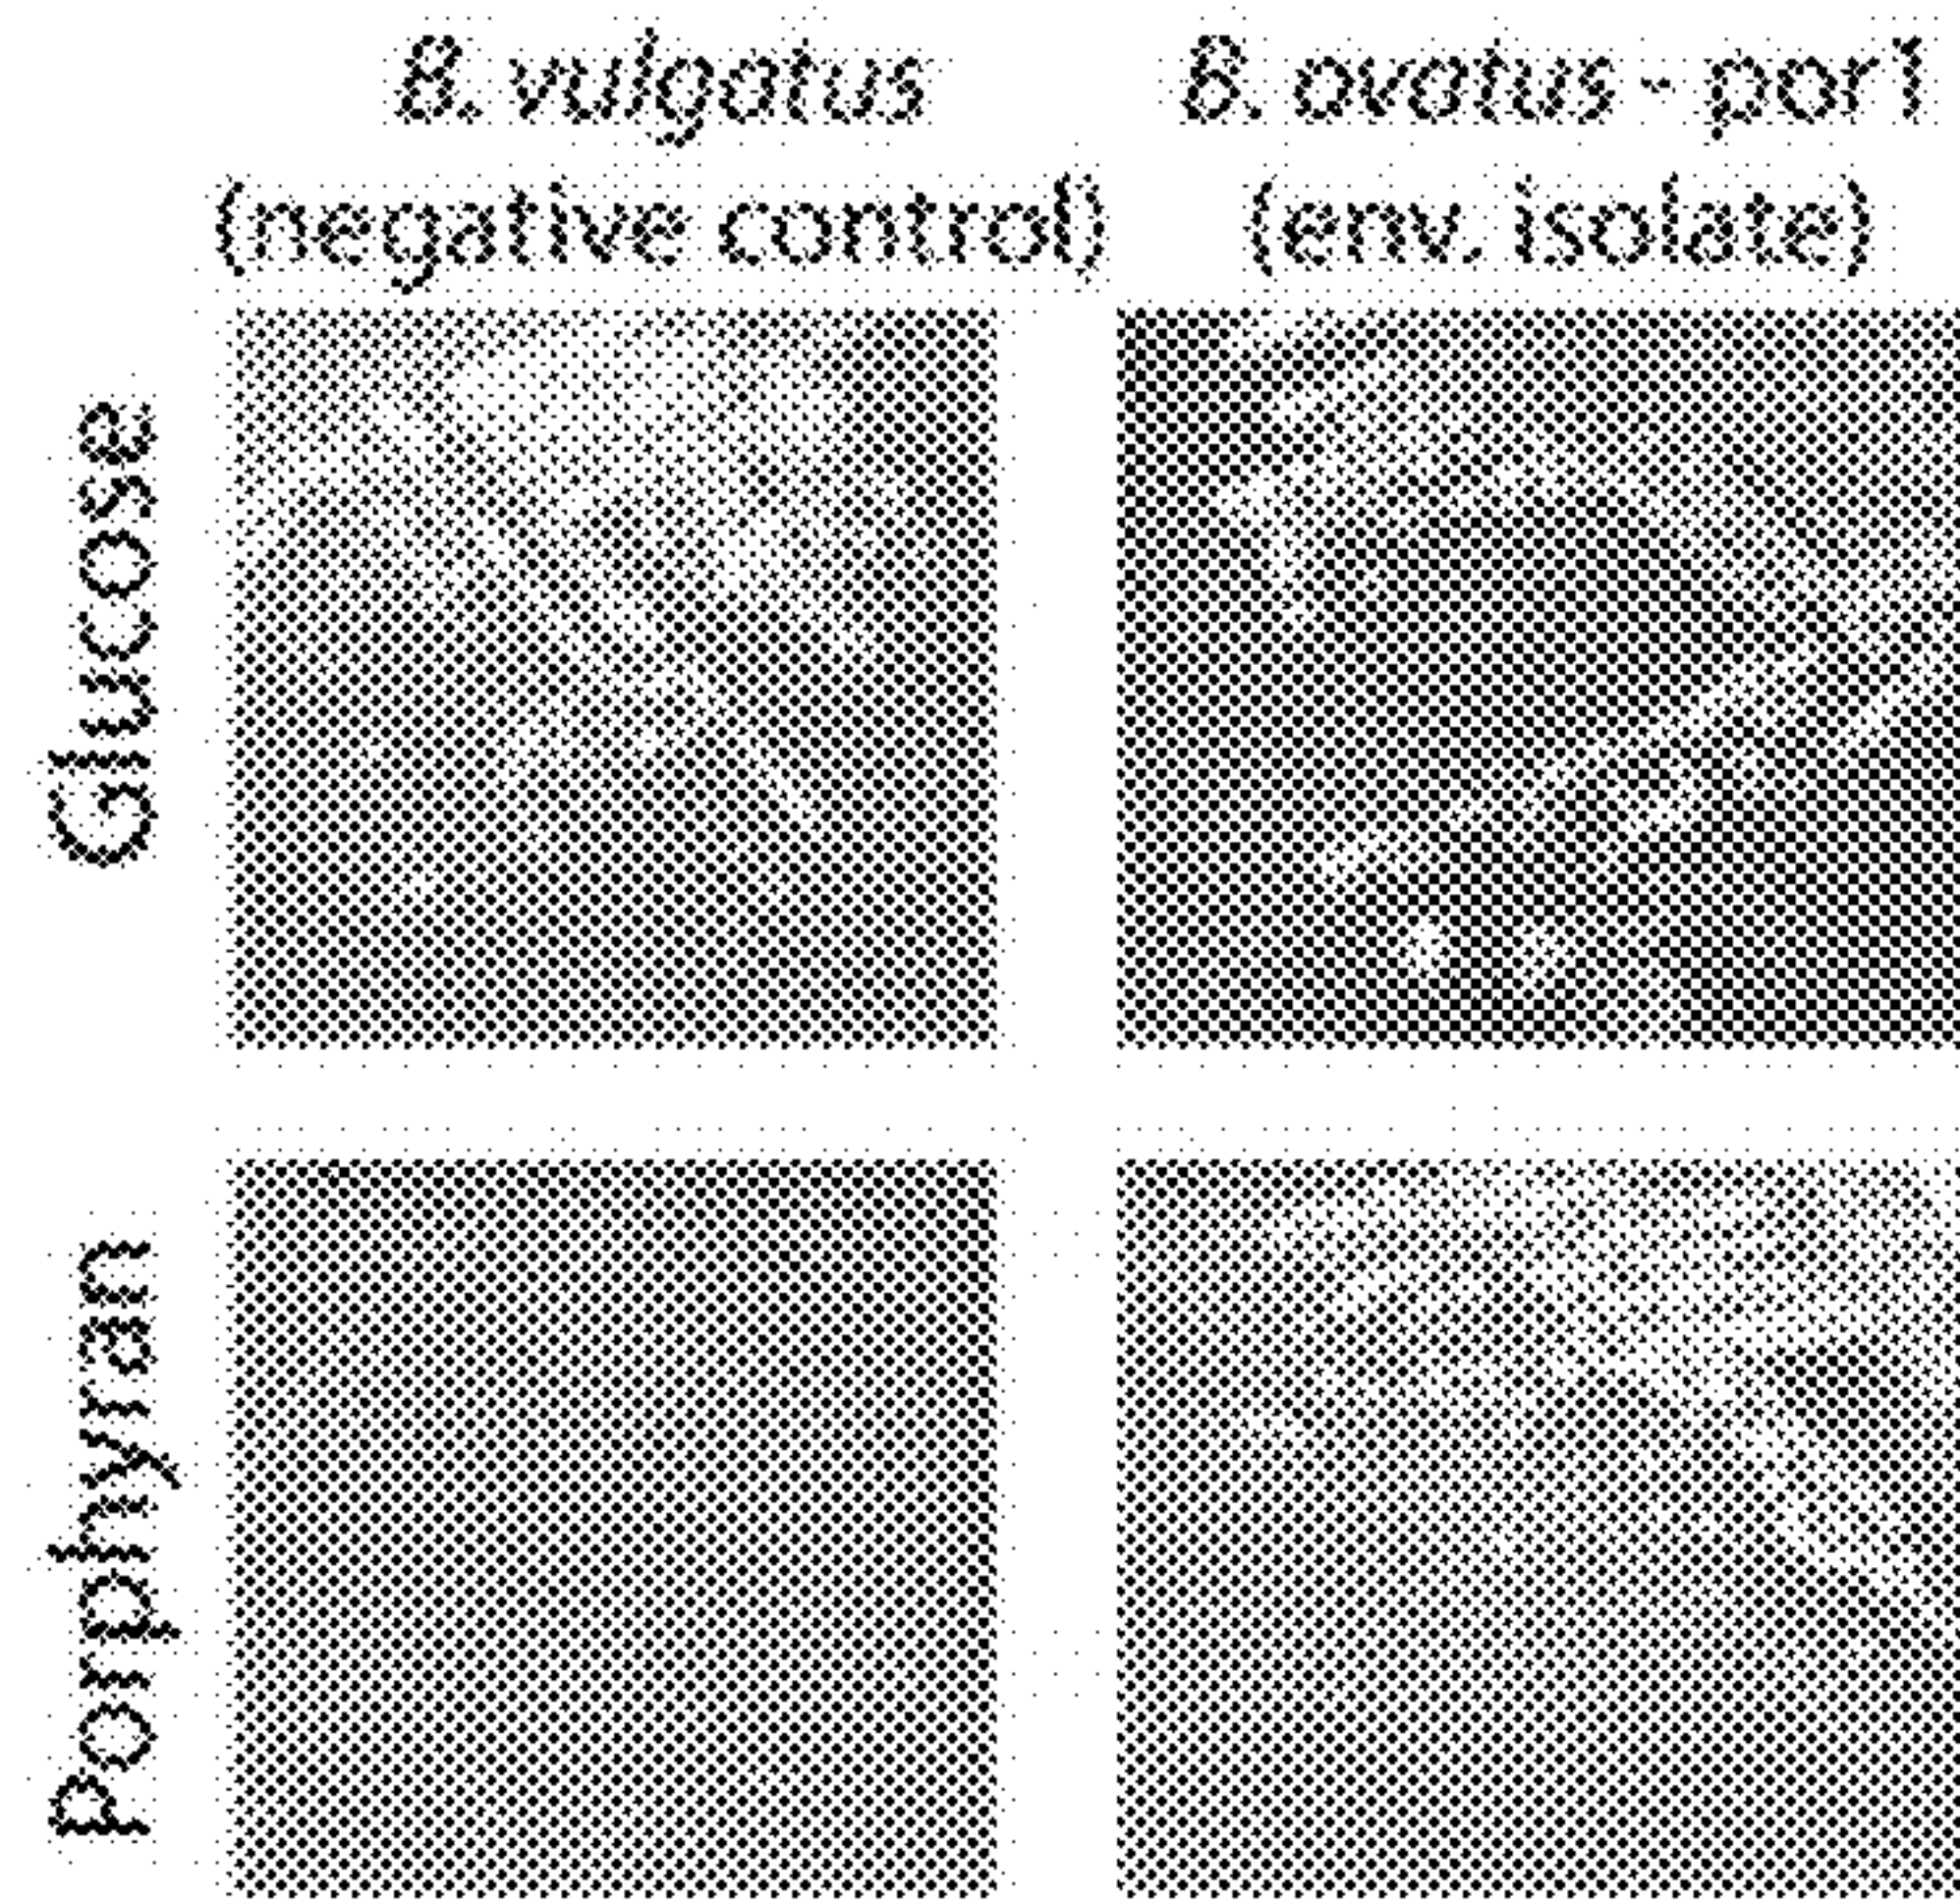 B. vulgatus
(negative control)
B. ovatus - por1
(env. isolate)
Glucose
Porphyran